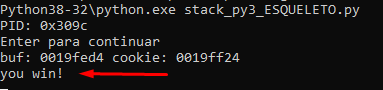 Python38-32\python.exe stack_py3_ESQUELETO.py
PID: 0x309c
Enter para continuar
buf: 0019fed4 cookie: 0019ff24
you win!